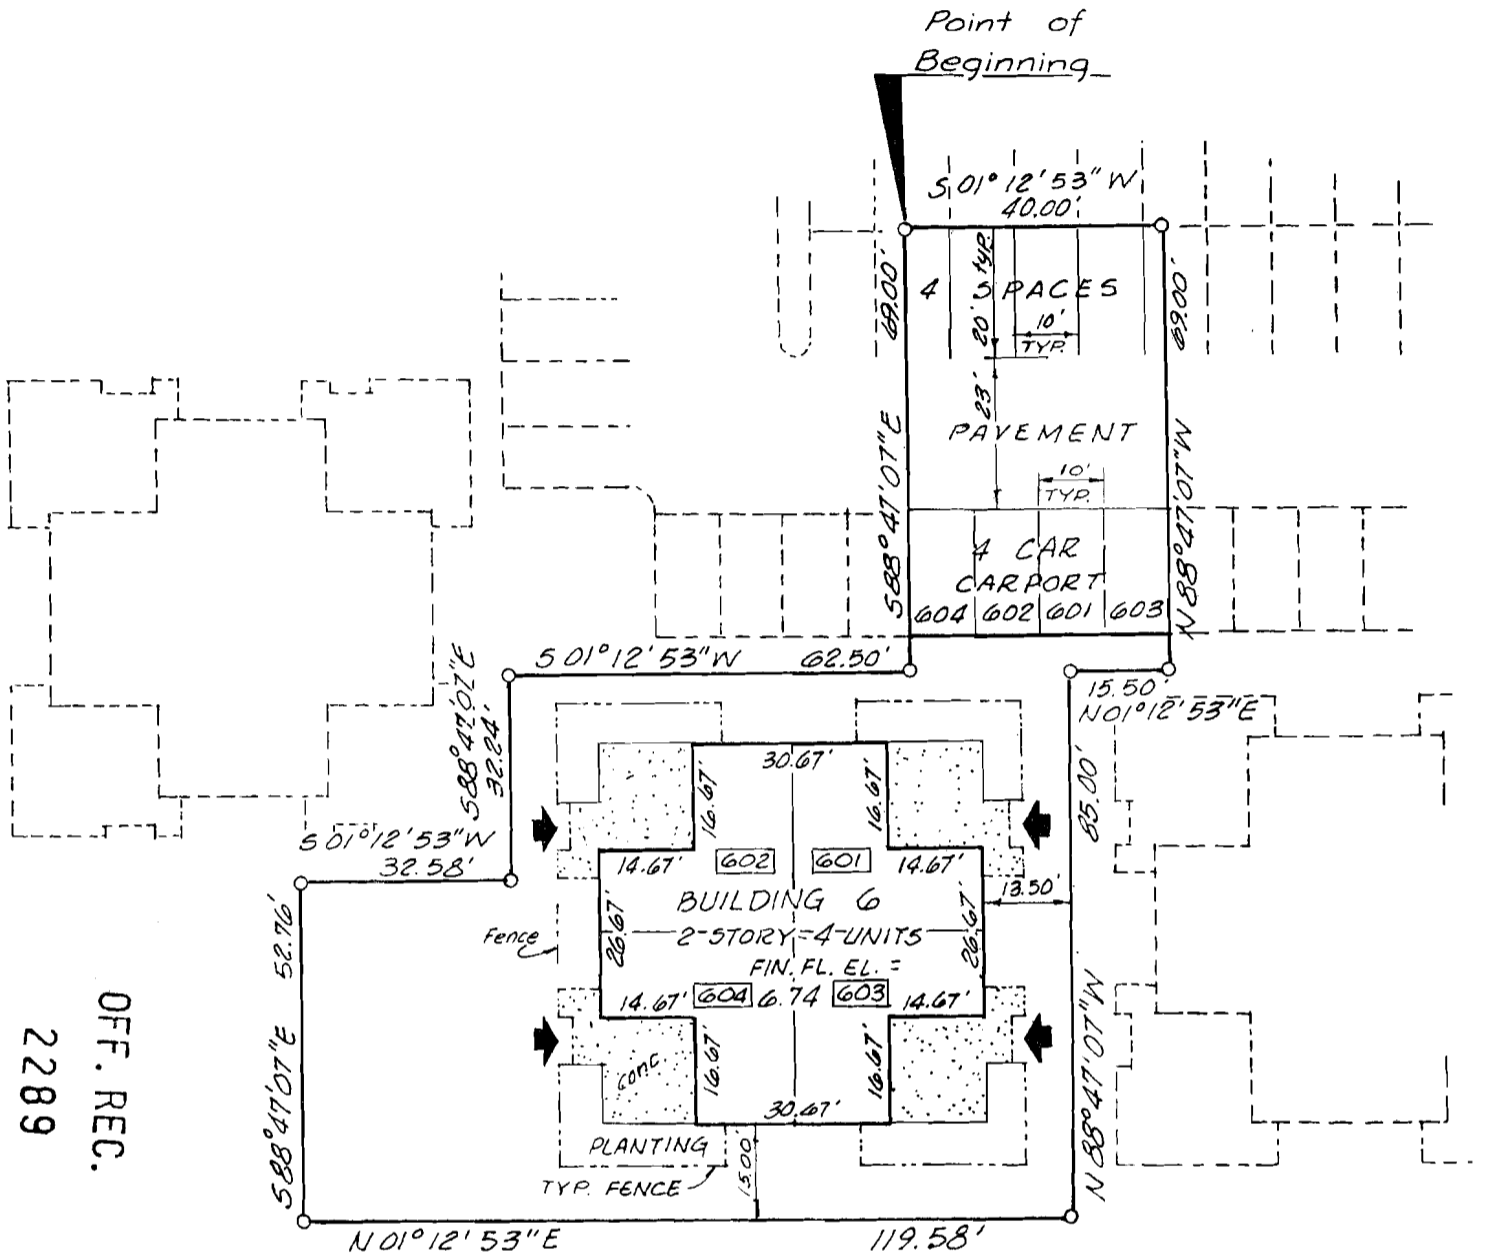 Point of
Beginning
S 01° 12' 53" W
40.00'
69.00'
69.00'
4 SPACES
20' TYP.
10'
TYP.
23'
PAVEMENT
S88°47'07"E
N 88°47'07"W
10'
TYP.
4 CAR
CARPORT
604 602 601 603
S 01° 12' 53" W 62.50'
15.50'
N 01° 12' 53" E
S88°47'07"E
32.24'
S 01° 12' 53" W
32.58'
30.67'
16.67'
16.67'
85.00'
14.67' 602 601 14.67'
13.50'
BUILDING 6
Fence
26.67'
2-STORY=4-UNITS
26.67'
FIN. FL. EL. =
14.67' 604 6.74 603 14.67'
16.67'
16.67'
conc.
30.67'
PLANTING
TYP. FENCE
15.00'
S88°47'07"E 52.76'
N 88°47'07"W
N 01° 12' 53" E 119.58'
OFF. REC.
2289